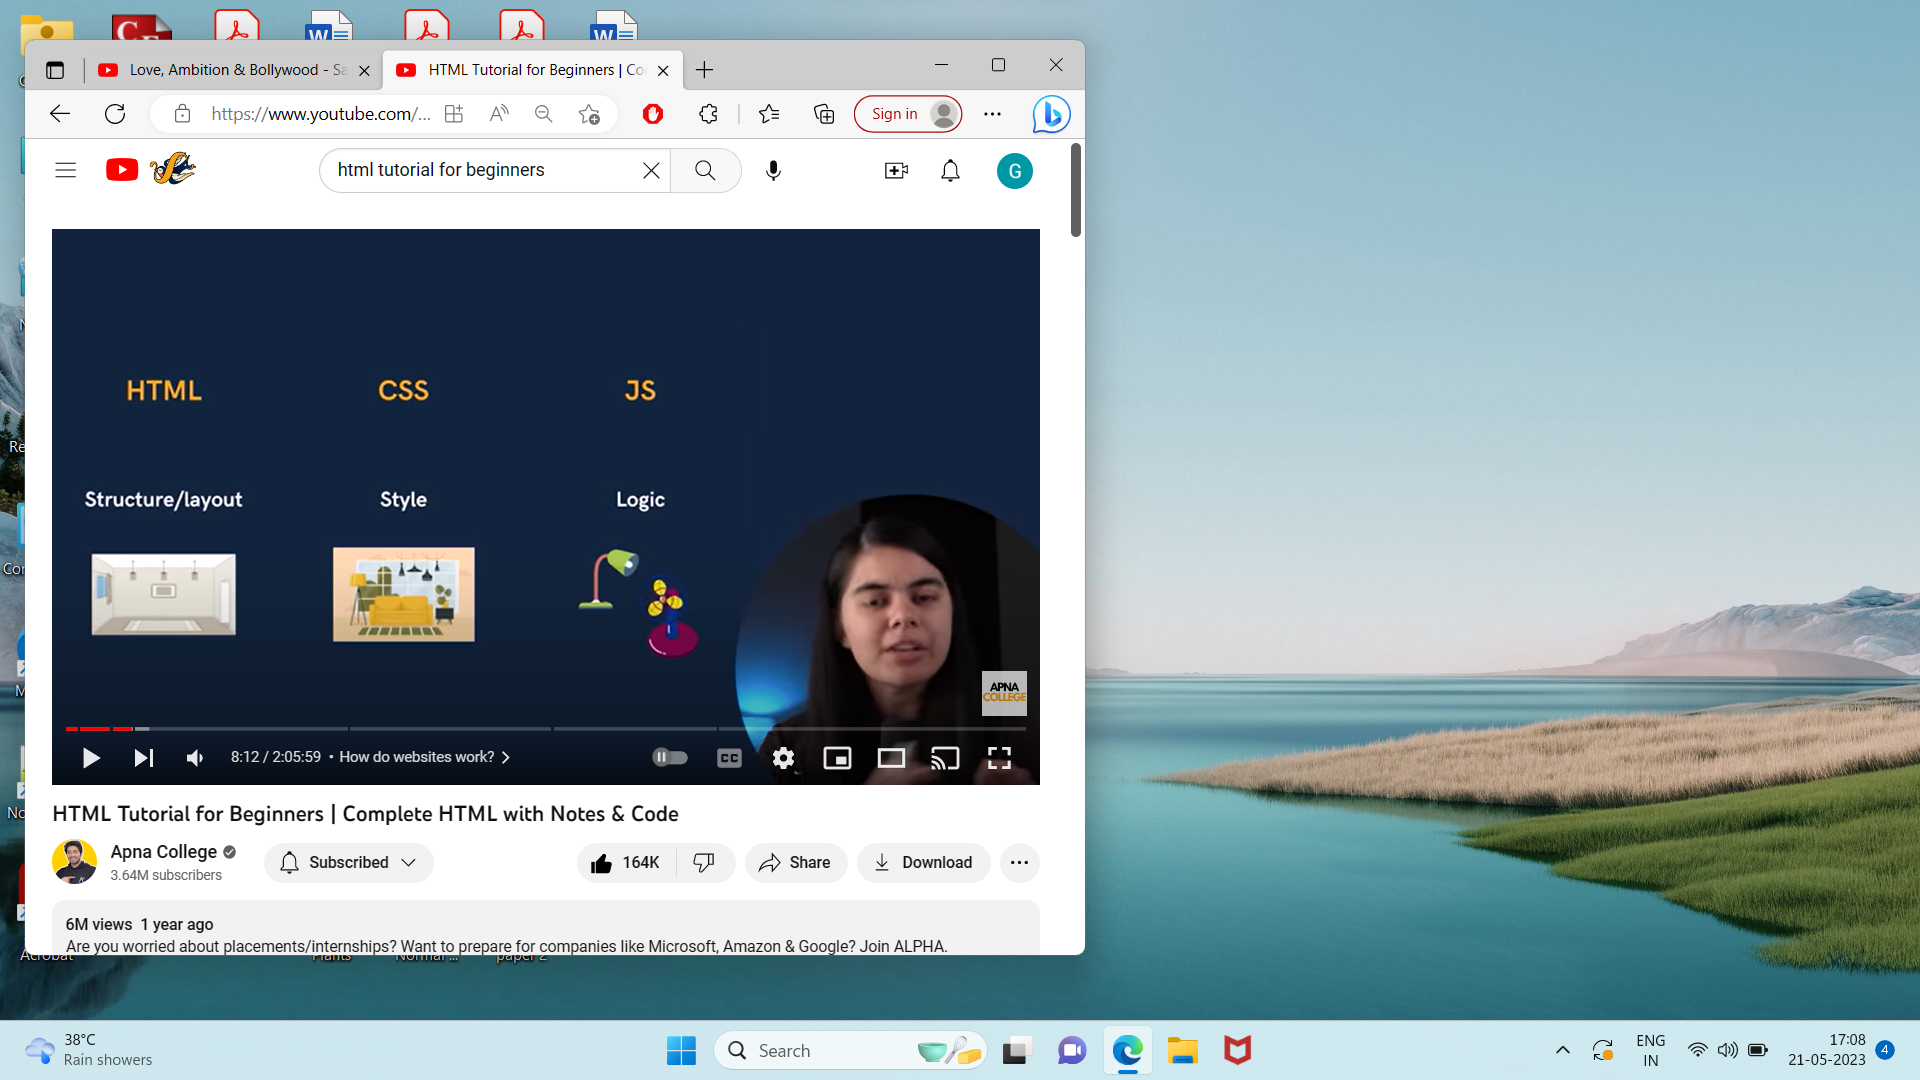 Love, Ambition & Bollywood - Sa
HTML Tutorial for Beginners | Co
https://www.youtube.com/...
Sign in
html tutorial for beginners
G
HTML CSS JS
Structure/layout Style Logic
APNA
COLLEGE
8:12 / 2:05:59 • How do websites work?
CC
HTML Tutorial for Beginners | Complete HTML with Notes & Code
Apna College
3.64M subscribers
Subscribed
164K
Share
Download
6M views 1 year ago
Are you worried about placements/internships? Want to prepare for companies like Microsoft, Amazon & Google? Join ALPHA.
Acrobat
Plants
Normal ...
paper 2
38°C
Rain showers
Search
ENG
IN
17:08
21-05-2023
4